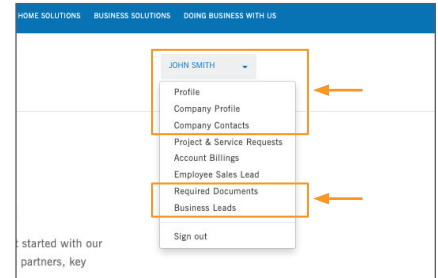 HOME SOLUTIONS BUSINESS SOLUTIONS DOING BUSINESS WITH US
JOHN SMITH
Profile
Company Profile
Company Contacts
Project & Service Requests
Account Billings
Employee Sales Lead
Required Documents
Business Leads
Sign out
started with our
partners, key